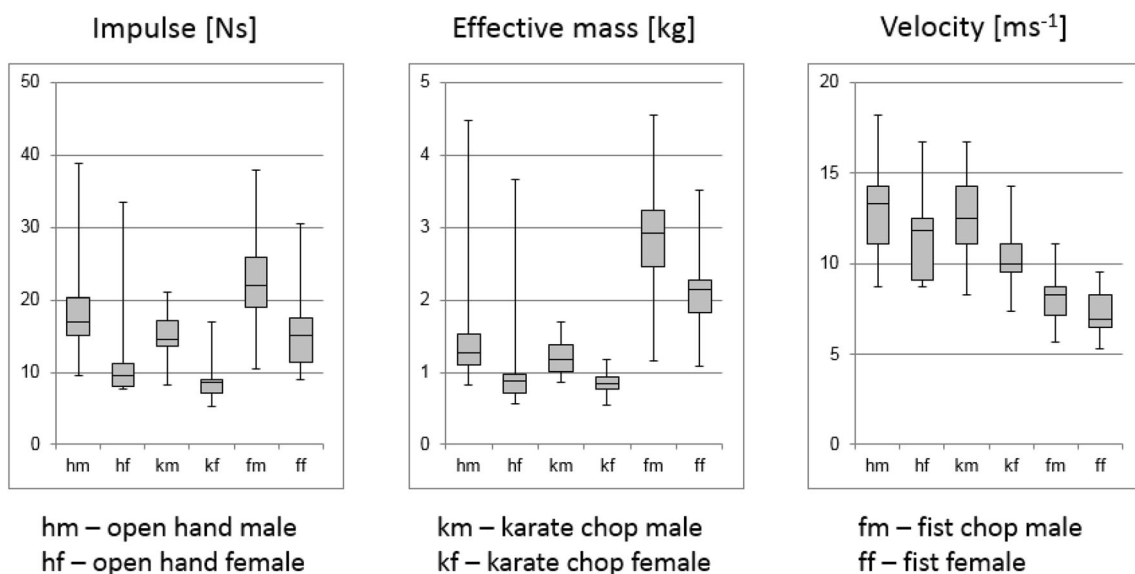 Impulse [Ns]
Effective mass [kg]
Velocity [ms⁻¹]
50
40
30
20
10
0
hm hf km kf fm ff
5
4
3
2
1
0
hm hf km kf fm ff
20
15
10
5
0
hm hf km kf fm ff
hm – open hand male
hf – open hand female
km – karate chop male
kf – karate chop female
fm – fist chop male
ff – fist female